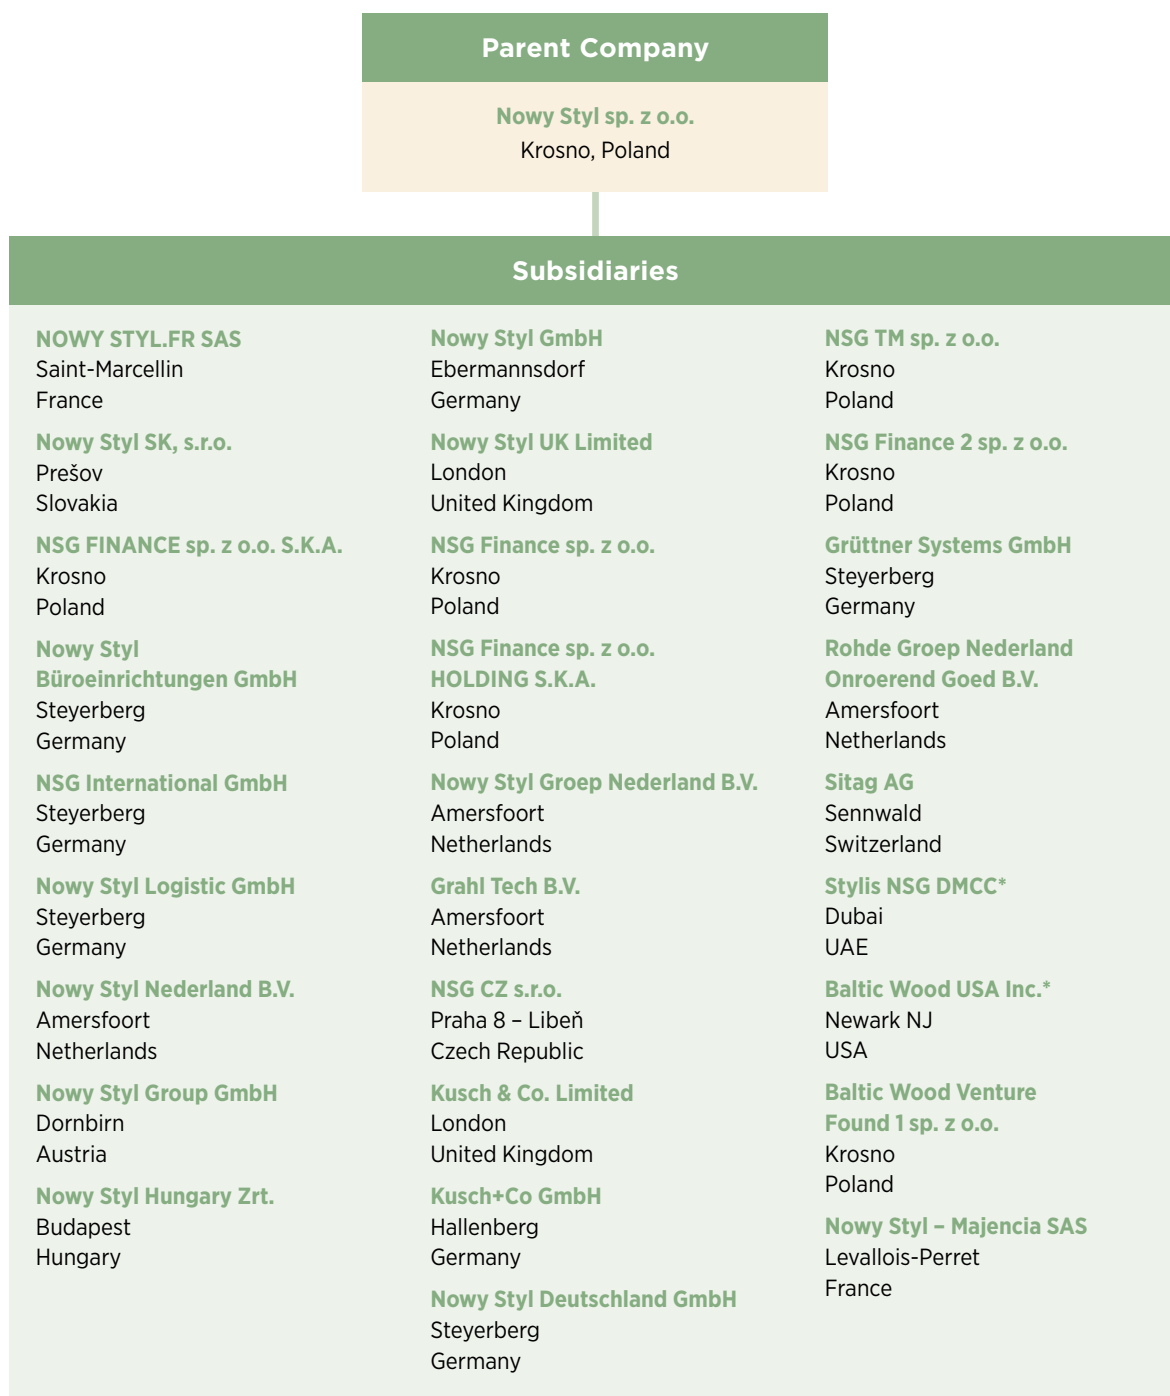 Parent Company
Nowy Styl sp. z o.o.
Krosno, Poland
Subsidiaries
NOWY STYL.FR SAS
Saint-Marcellin
France
Nowy Styl SK, s.r.o.
Prešov
Slovakia
NSG FINANCE sp. z o.o. S.K.A.
Krosno
Poland
Nowy Styl
Büroeinrichtungen GmbH
Steyerberg
Germany
NSG International GmbH
Steyerberg
Germany
Nowy Styl Logistic GmbH
Steyerberg
Germany
Nowy Styl Nederland B.V.
Amersfoort
Netherlands
Nowy Styl Group GmbH
Dornbirn
Austria
Nowy Styl Hungary Zrt.
Budapest
Hungary
Nowy Styl GmbH
Ebermannsdorf
Germany
Nowy Styl UK Limited
London
United Kingdom
NSG Finance sp. z o.o.
Krosno
Poland
NSG Finance sp. z o.o.
HOLDING S.K.A.
Krosno
Poland
Nowy Styl Groep Nederland B.V.
Amersfoort
Netherlands
Grahl Tech B.V.
Amersfoort
Netherlands
NSG CZ s.r.o.
Praha 8 – Libeň
Czech Republic
Kusch & Co. Limited
London
United Kingdom
Kusch+Co GmbH
Hallenberg
Germany
Nowy Styl Deutschland GmbH
Steyerberg
Germany
NSG TM sp. z o.o.
Krosno
Poland
NSG Finance 2 sp. z o.o.
Krosno
Poland
Grüttner Systems GmbH
Steyerberg
Germany
Rohde Groep Nederland
Onroerend Goed B.V.
Amersfoort
Netherlands
Sitag AG
Sennwald
Switzerland
Stylis NSG DMCC*
Dubai
UAE
Baltic Wood USA Inc.*
Newark NJ
USA
Baltic Wood Venture
Found 1 sp. z o.o.
Krosno
Poland
Nowy Styl – Majencia SAS
Levallois-Perret
France